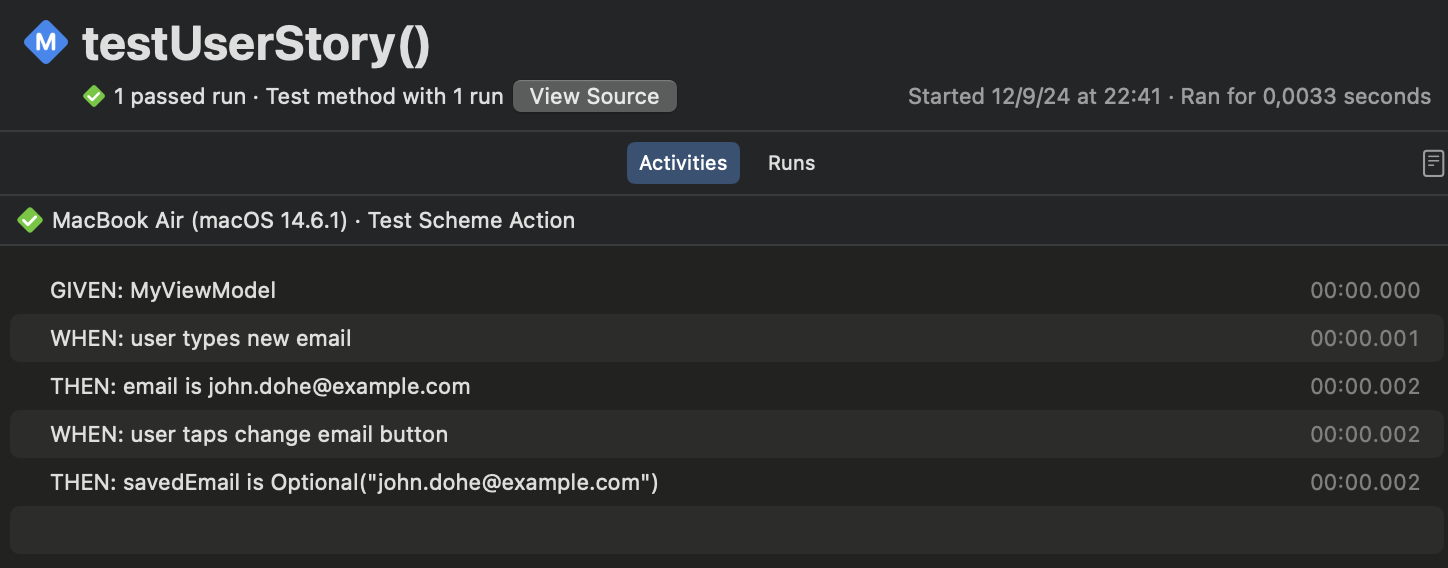 M testUserStory()
1 passed run · Test method with 1 run View Source Started 12/9/24 at 22:41 · Ran for 0,0033 seconds
Activities Runs
MacBook Air (macOS 14.6.1) · Test Scheme Action
GIVEN: MyViewModel 00:00.000
WHEN: user types new email 00:00.001
THEN: email is john.dohe@example.com 00:00.002
WHEN: user taps change email button 00:00.002
THEN: savedEmail is Optional("john.dohe@example.com") 00:00.002